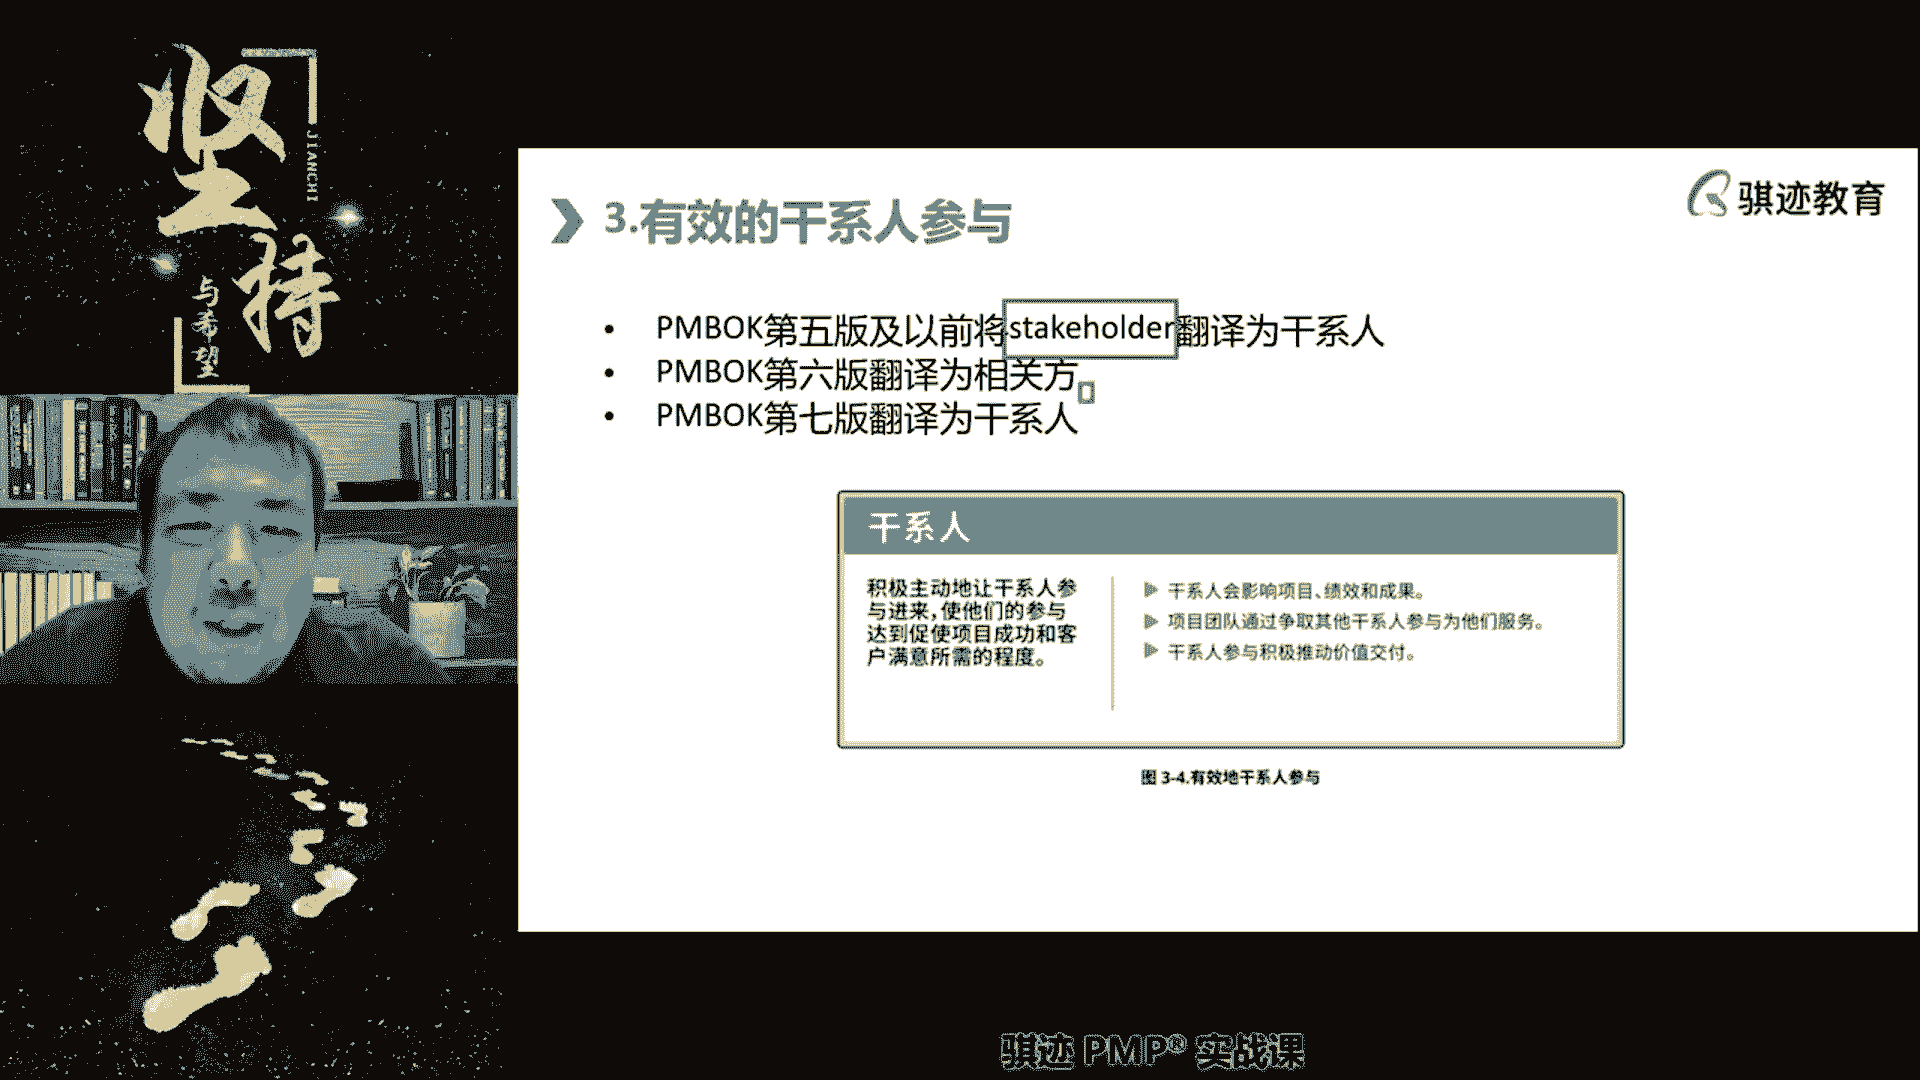 坚持
JIANCHI
与希望
骐迹教育
3.有效的干系人参与
• PMBOK第五版及以前将stakeholder翻译为干系人
• PMBOK第六版翻译为相关方
• PMBOK第七版翻译为干系人
干系人
积极主动地让干系人参
与进来,使他们的参与
达到促使项目成功和客
户满意所需的程度。
干系人会影响项目、绩效和成果。
项目团队通过争取其他干系人参与为他们服务。
干系人参与积极推动价值交付。
图 3-4.有效地干系人参与
骐迹 PMP® 实战课